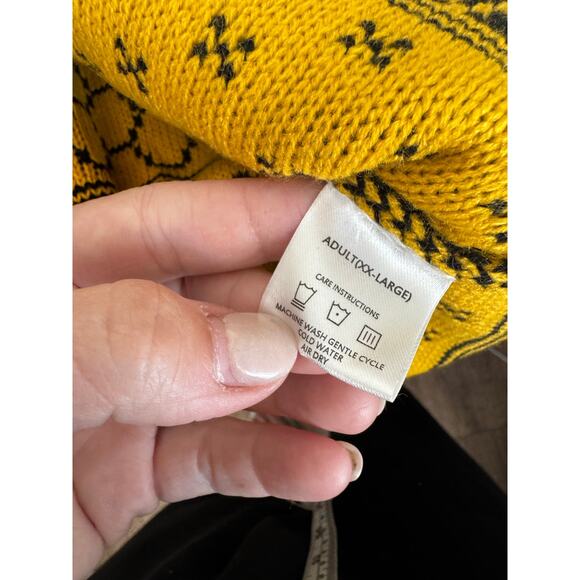 ADULT(XX-LARGE)
CARE INSTRUCTIONS
MACHINE WASH GENTLE CYCLE
COLD WATER
AIR DRY